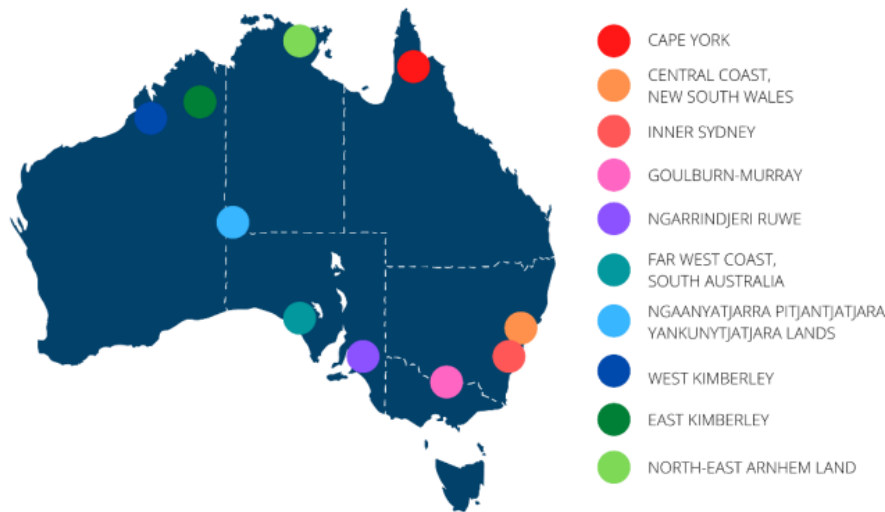 CAPE YORK
CENTRAL COAST,
NEW SOUTH WALES
INNER SYDNEY
GOULBURN-MURRAY
NGARRINDJERI RUWE
FAR WEST COAST,
SOUTH AUSTRALIA
NGAANYATJARRA PITJANTJATJARA
YANKUNYTJATJARA LANDS
WEST KIMBERLEY
EAST KIMBERLEY
NORTH-EAST ARNHEM LAND